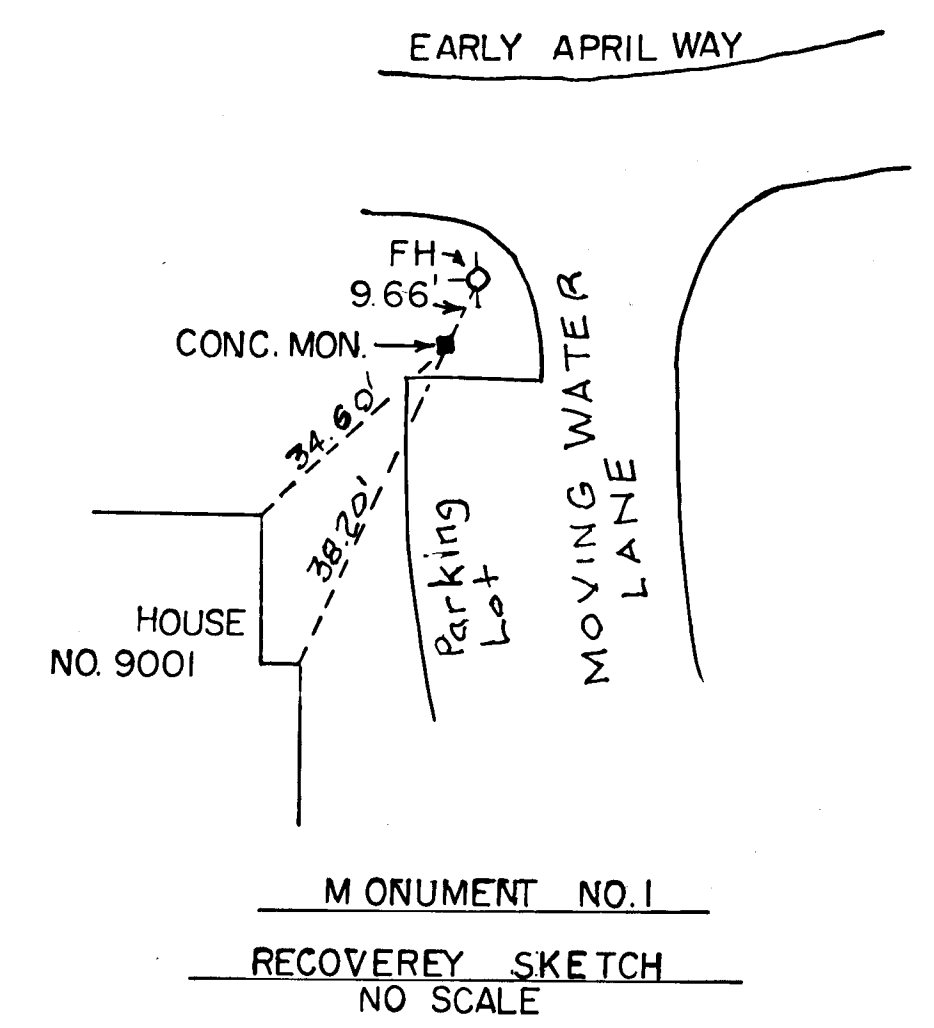 EARLY APRIL WAY
FH
9.66'
CONC. MON.
34.60'
38.20'
MOVING WATER
LANE
Parking
Lot
HOUSE
NO. 9001
MONUMENT NO. 1
RECOVEREY SKETCH
NO SCALE